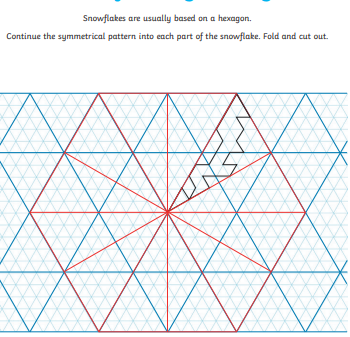 Snowflakes are usually based on a hexagon.
Continue the symmetrical pattern into each part of the snowflake. Fold and cut out.